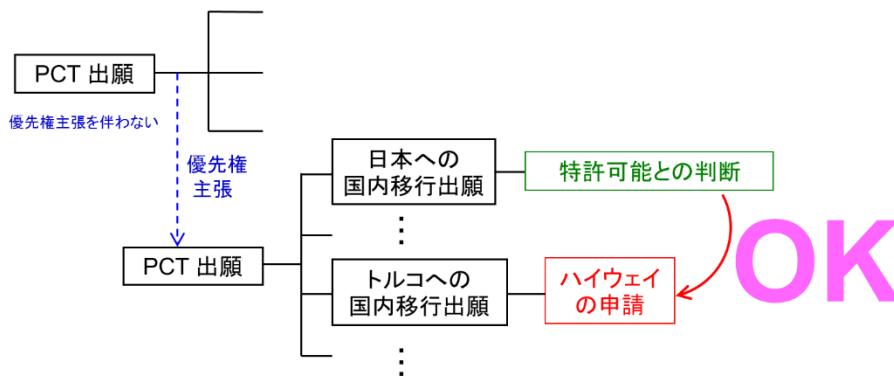 PCT 出願
優先権主張を伴わない
優先権
主張
日本への
国内移行出願
特許可能との判断
PCT 出願
トルコへの
国内移行出願
ハイウェイ
の申請
OK